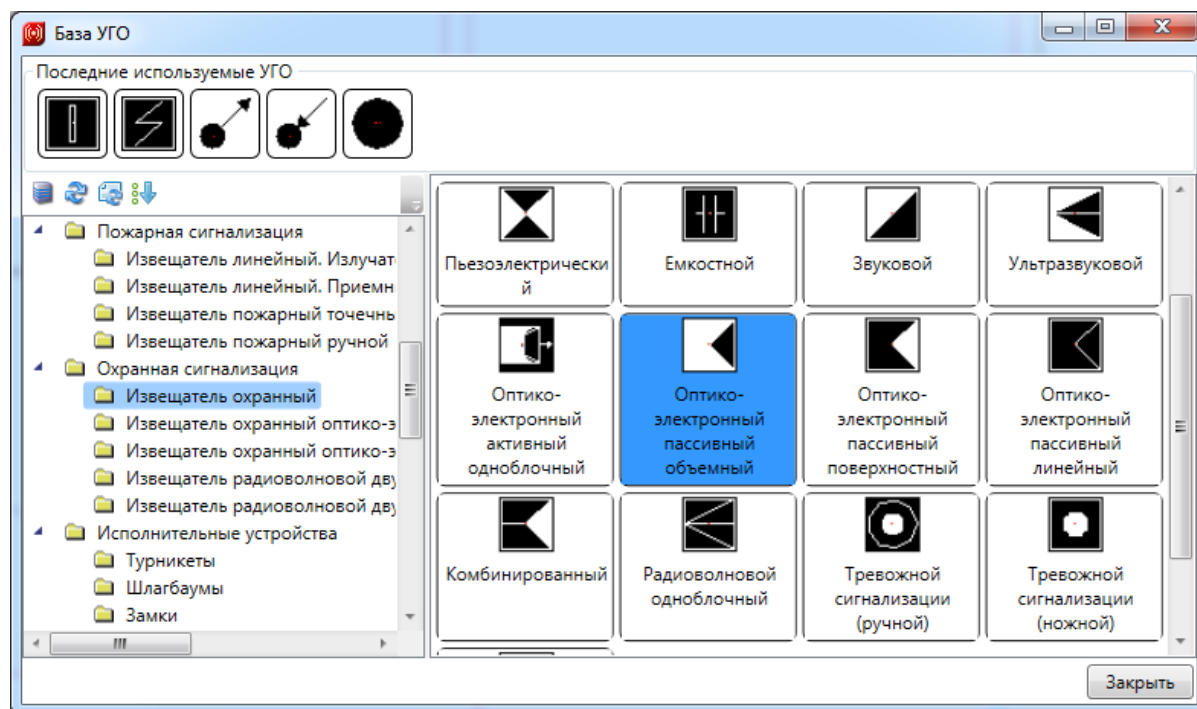 База УГО
Последние используемые УГО
Пожарная сигнализация
Извещатель линейный. Излучат
Извещатель линейный. Приемн
Извещатель пожарный точечнь
Извещатель пожарный ручной
Охранная сигнализация
Извещатель охранный
Извещатель охранный оптико-э
Извещатель охранный оптико-э
Извещатель радиоволновой дву
Извещатель радиоволновой дву
Исполнительные устройства
Турникеты
Шлагбаумы
Замки
Пьезоэлектрически
й
Емкостной
Звуковой
Ультразвуковой
Оптико-
электронный
активный
одноблочный
Оптико-
электронный
пассивный
объемный
Оптико-
электронный
пассивный
поверхностный
Оптико-
электронный
пассивный
линейный
Комбинированный
Радиоволновой
одноблочный
Тревожной
сигнализации
(ручной)
Тревожной
сигнализации
(ножной)
Закрыть